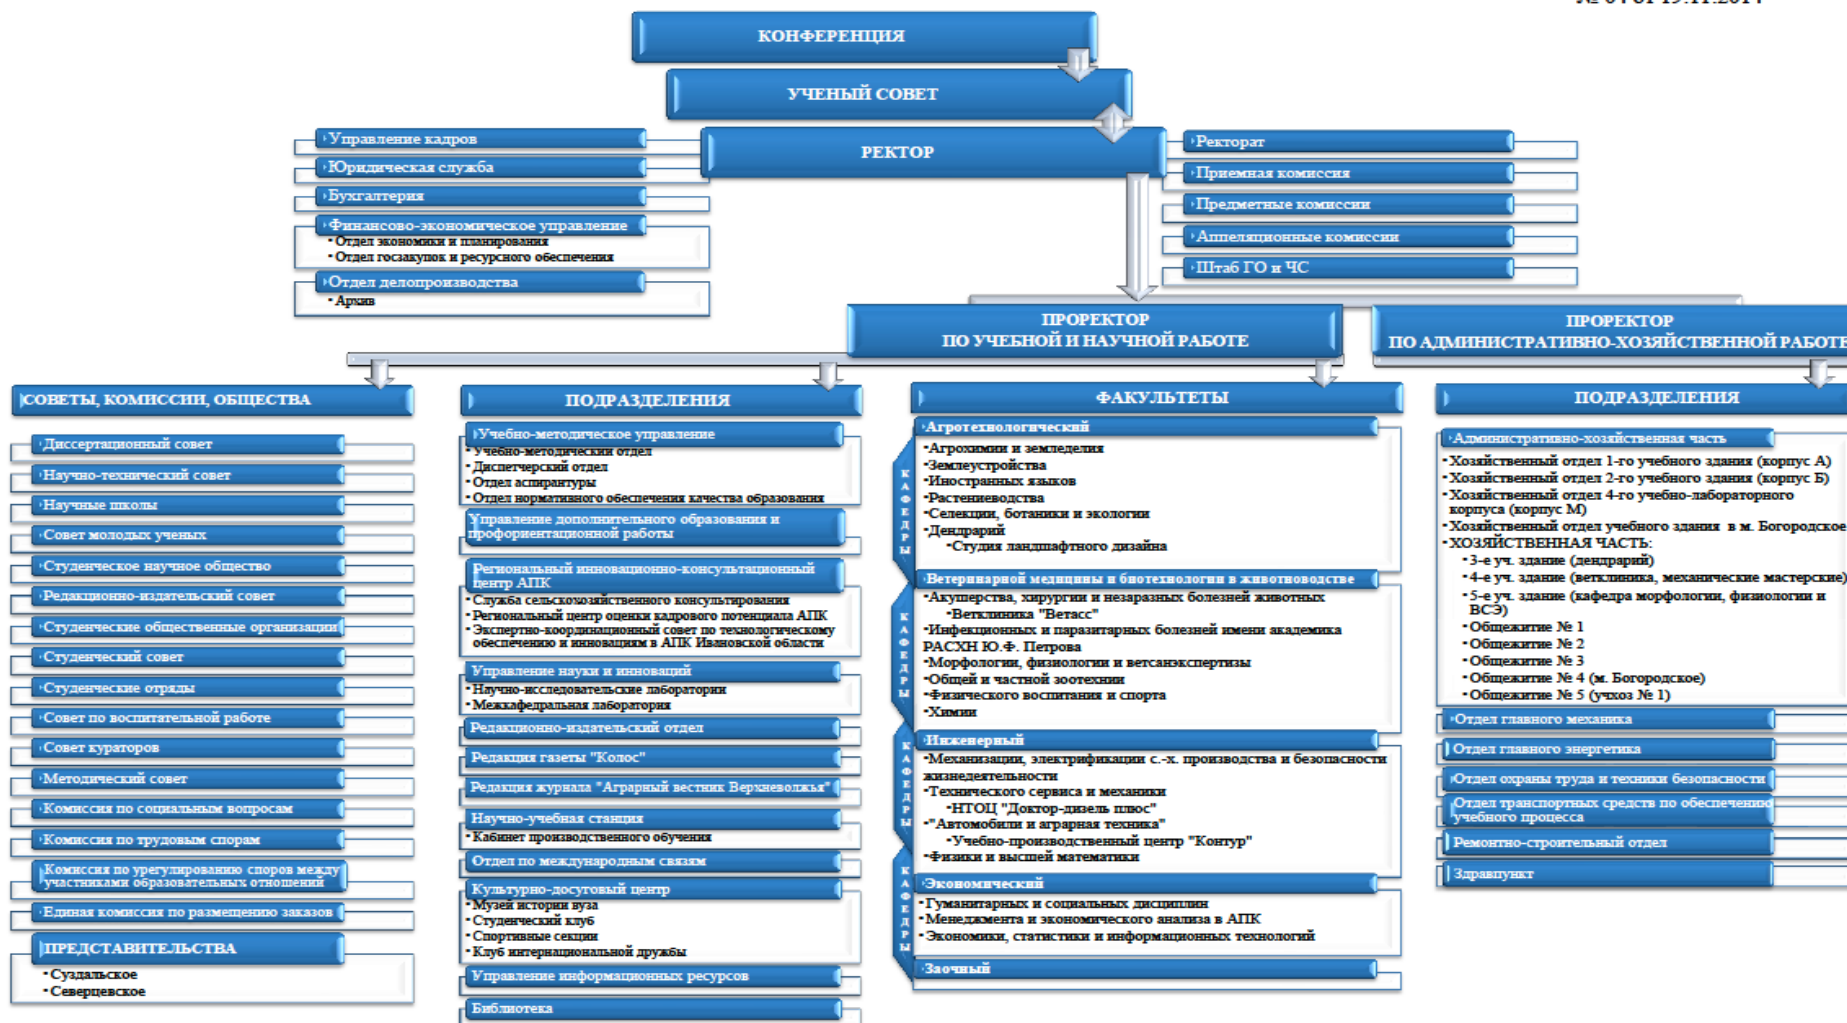 КОНФЕРЕНЦИЯ
УЧЕНЫЙ СОВЕТ
РЕКТОР
Управление кадров
Юридическая служба
Бухгалтерия
Финансово-экономическое управление
Отдел экономики и планирования
Отдел госзакупок и ресурсного обеспечения
Отдел делопроизводства
Архив
Ректорат
Приемная комиссия
Предметные комиссии
Аппеляционные комиссии
Штаб ГО и ЧС
ПРОРЕКТОР
ПО УЧЕБНОЙ И НАУЧНОЙ РАБОТЕ
ПРОРЕКТОР
ПО АДМИНИСТРАТИВНО-ХОЗЯЙСТВЕННОЙ РАБОТЕ
СОВЕТЫ, КОМИССИИ, ОБЩЕСТВА
Диссертационный совет
Научно-технический совет
Научные школы
Совет молодых ученых
Студенческое научное общество
Редакционно-издательский совет
Студенческие общественные организации
Студенческий совет
Студенческие отряды
Совет по воспитательной работе
Совет кураторов
Методический совет
Комиссия по социальным вопросам
Комиссия по трудовым спорам
Комиссия по урегулированию споров между
участниками образовательных отношений
Единая комиссия по размещению заказов
ПРЕДСТАВИТЕЛЬСТВА
Суздальское
Северцевское
ПОДРАЗДЕЛЕНИЯ
Учебно-методическое управление
Учебно-методический отдел
Диспетчерский отдел
Отдел аспирантуры
Отдел нормативного обеспечения качества образования
Управление дополнительного образования и
профориентационной работы
Региональный инновационно-консультационный
центр АПК
Служба сельскохозяйственного консультирования
Региональный центр оценки кадрового потенциала АПК
Экспертно-координационный совет по технологическому
обеспечению и инновациям в АПК Ивановской области
Управление науки и инноваций
Научно-исследовательские лаборатории
Межкафедральная лаборатория
Редакционно-издательский отдел
Редакция газеты "Колос"
Редакция журнала "Аграрный вестник Верхневолжья"
Научно-учебная станция
Кабинет производственного обучения
Отдел по международным связям
Культурно-досуговый центр
Музей истории вуза
Студенческий клуб
Спортивные секции
Клуб интернациональной дружбы
Управление информационных ресурсов
Библиотека
ФАКУЛЬТЕТЫ
Агротехнологический
КАФЕДРЫ
Агрохимии и земледелия
Землеустройства
Иностранных языков
Растениеводства
Селекции, ботаники и экологии
Дендрарий
Студия ландшафтного дизайна
Ветеринарной медицины и биотехнологии в животноводстве
КАФЕДРЫ
Акушерства, хирургии и незаразных болезней животных
Ветклиника "Ветасс"
Инфекционных и паразитарных болезней имени академика
РАСХН Ю.Ф. Петрова
Морфологии, физиологии и ветсанэкспертизы
Общей и частной зоотехнии
Физического воспитания и спорта
Химии
Инженерный
КАФЕДРЫ
Механизации, электрификации с.-х. производства и безопасности
жизнедеятельности
Технического сервиса и механики
НТОЦ "Доктор-дизель плюс"
"Автомобили и аграрная техника"
Учебно-производственный центр "Контур"
Физики и высшей математики
Экономический
КАФЕДРЫ
Гуманитарных и социальных дисциплин
Менеджмента и экономического анализа в АПК
Экономики, статистики и информационных технологий
Заочный
ПОДРАЗДЕЛЕНИЯ
Административно-хозяйственная часть
Хозяйственный отдел 1-го учебного здания (корпус А)
Хозяйственный отдел 2-го учебного здания (корпус Б)
Хозяйственный отдел 4-го учебно-лабораторного
корпуса (корпус М)
Хозяйственный отдел учебного здания в м. Богородское
ХОЗЯЙСТВЕННАЯ ЧАСТЬ:
3-е уч. здание (дендрарий)
4-е уч. здание (ветклиника, механические мастерские)
5-е уч. здание (кафедра морфологии, физиологии и
ВСЭ)
Общежитие № 1
Общежитие № 2
Общежитие № 3
Общежитие № 4 (м. Богородское)
Общежитие № 5 (учхоз № 1)
Отдел главного механика
Отдел главного энергетика
Отдел охраны труда и техники безопасности
Отдел транспортных средств по обеспечению
учебного процесса
Ремонтно-строительный отдел
Здравпункт